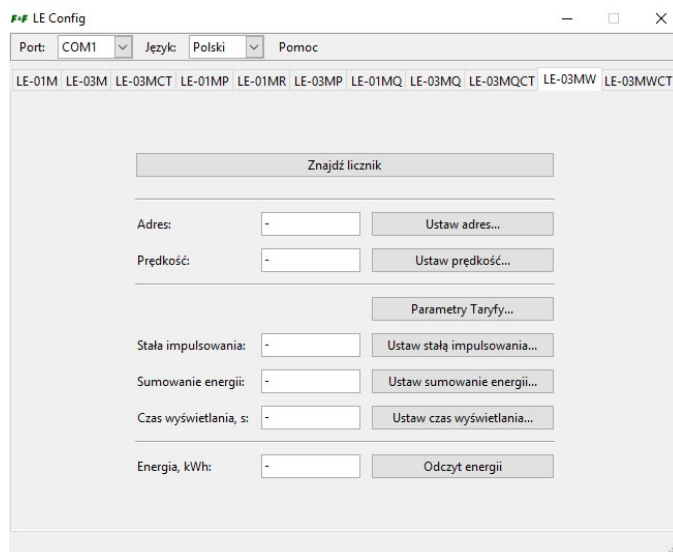 F&F LE Config
Port: COM1 Język: Polski Pomoc
LE-01M LE-03M LE-03MCT LE-01MP LE-01MR LE-03MP LE-01MQ LE-03MQ LE-03MQCT LE-03MW LE-03MWCT
Znajdź licznik
Adres: - Ustaw adres...
Prędkość: - Ustaw prędkość...
Parametry Taryfy...
Stała impulsowania: - Ustaw stałą impulsowania...
Sumowanie energii: - Ustaw sumowanie energii...
Czas wyświetlania, s: - Ustaw czas wyświetlania...
Energia, kWh: - Odczyt energii